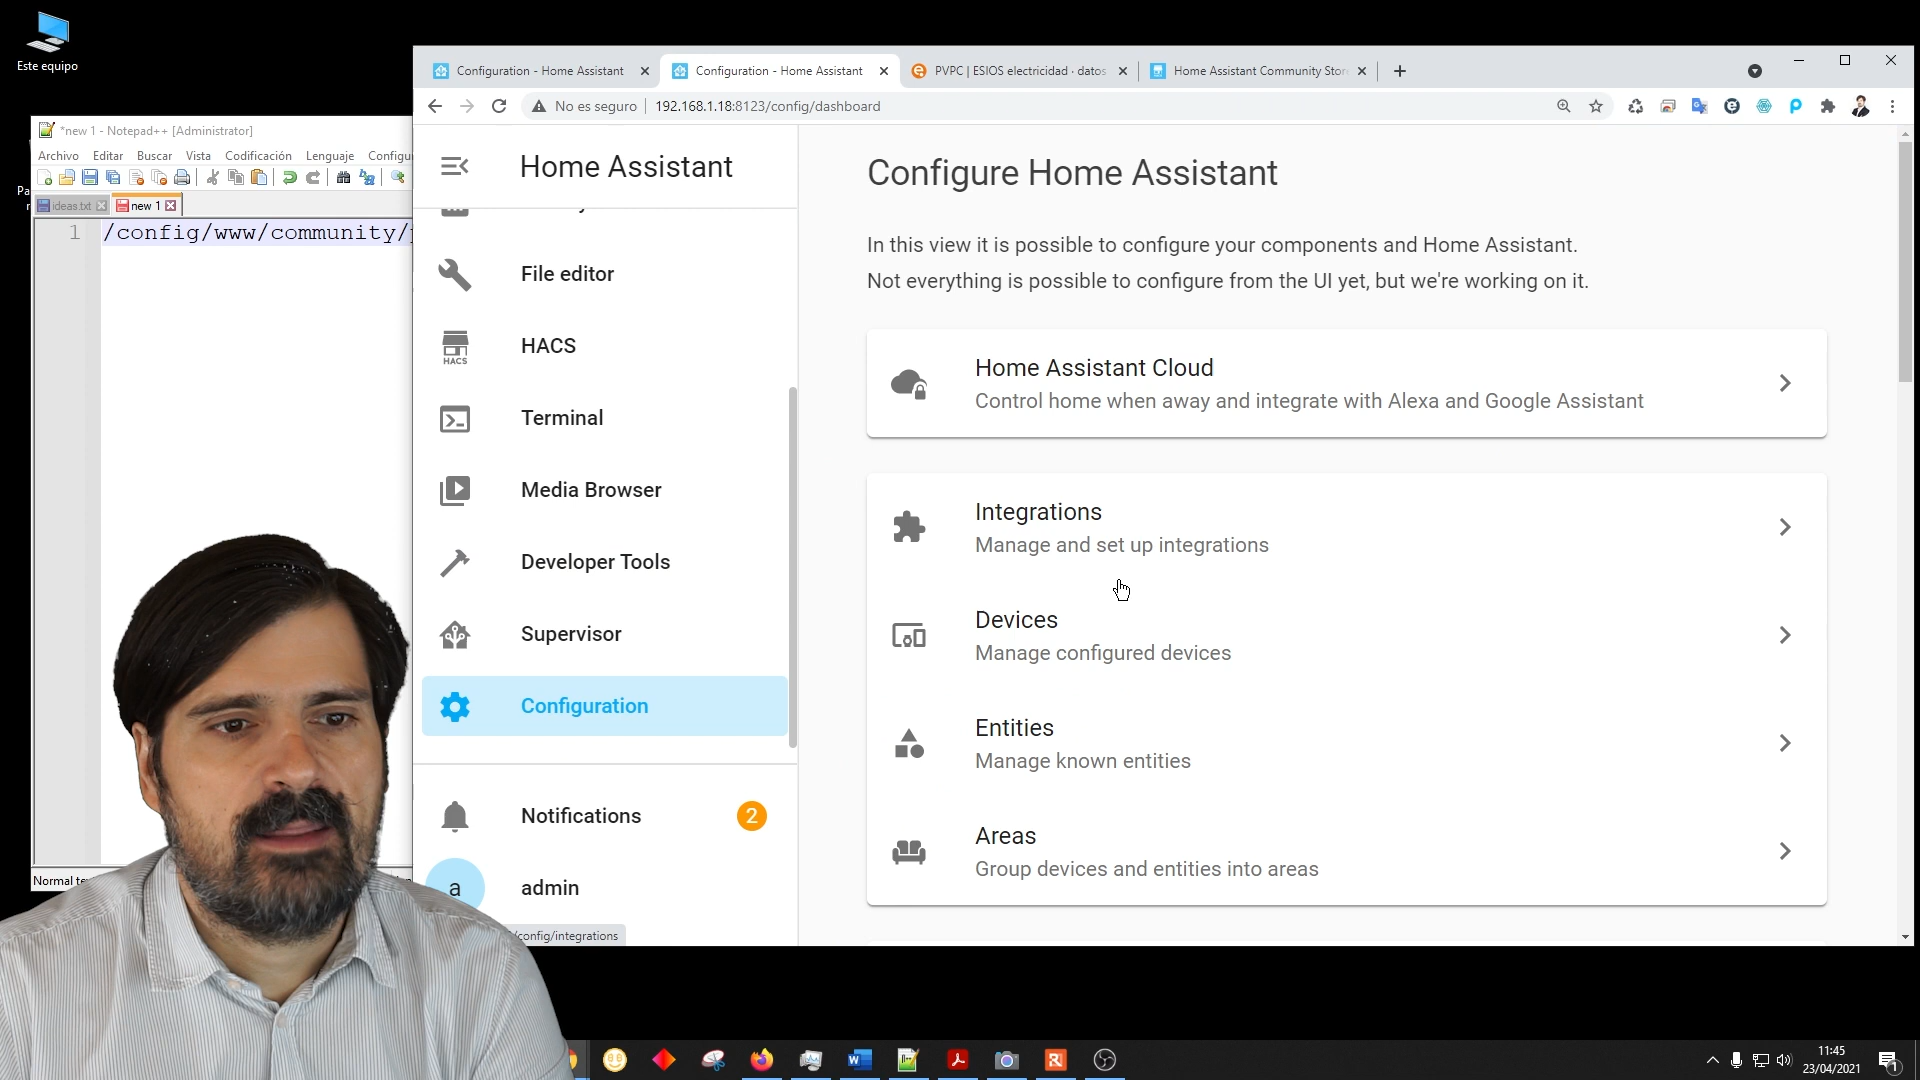 Este equipo
*new 1 - Notepad++ [Administrator]
Archivo Editar Buscar Vista Codificación Lenguaje Configu
ideas.txt new 1
1 /config/www/community/
Normal te
Configuration - Home Assistant
Configuration - Home Assistant
PVPC | ESIOS electricidad · datos
Home Assistant Community Stor
No es seguro 192.168.1.18:8123/config/dashboard
Home Assistant
File editor
HACS
HACS
Terminal
Media Browser
Developer Tools
Supervisor
Configuration
Notifications 2
a admin
/config/integrations
Configure Home Assistant
In this view it is possible to configure your components and Home Assistant.
Not everything is possible to configure from the UI yet, but we're working on it.
Home Assistant Cloud
Control home when away and integrate with Alexa and Google Assistant
Integrations
Manage and set up integrations
Devices
Manage configured devices
Entities
Manage known entities
Areas
Group devices and entities into areas
11:45
23/04/2021
1